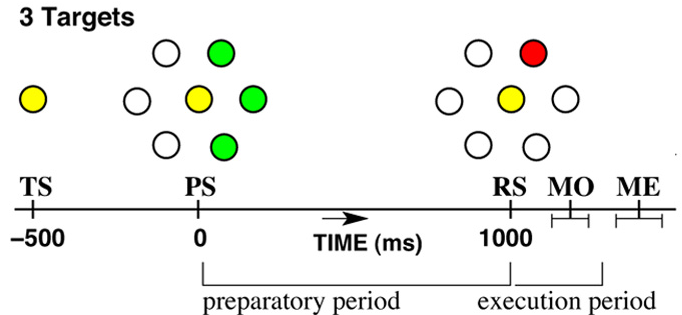 3 Targets
TS PS RS MO ME
−500 0 TIME (ms) 1000
preparatory period execution period